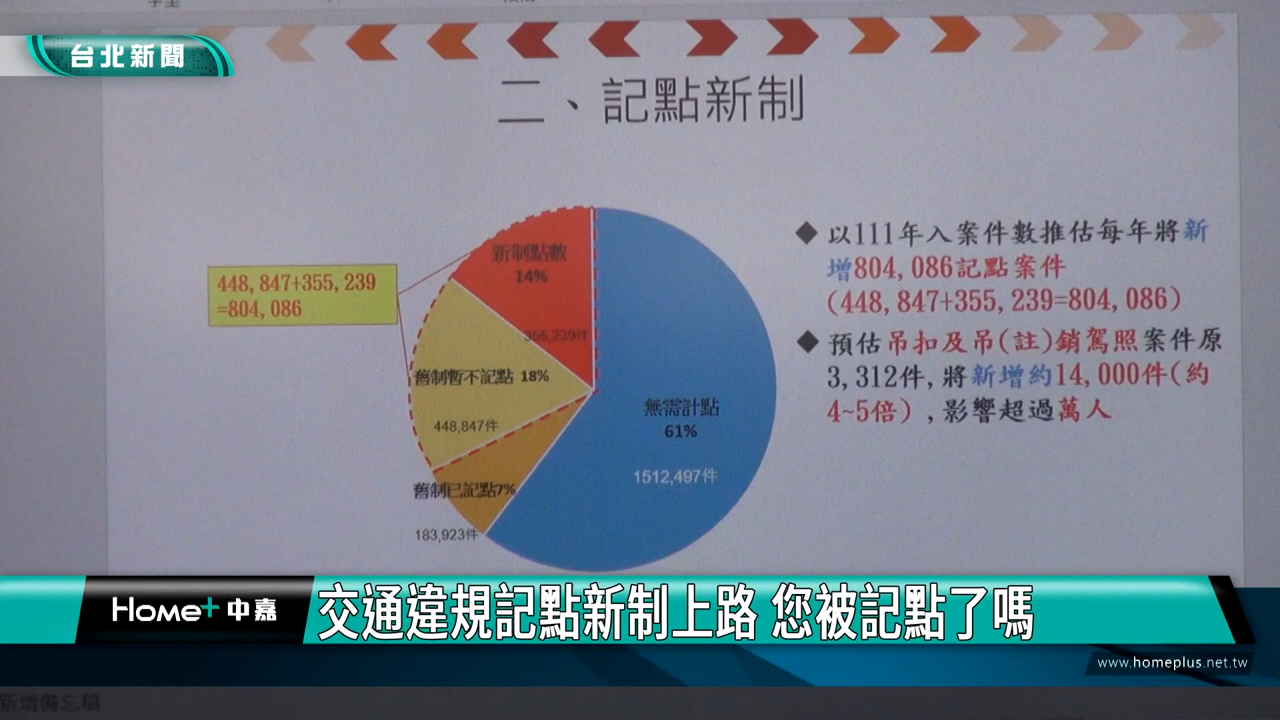 台北新聞
二、記點新制
新制點數
14%
355,239件
448,847+355,239
=804,086
舊制暫不記點 18%
448,847件
舊制已記點7%
183,923件
無需計點
61%
1512,497件
◆ 以111年入案件數推估每年將新
增804,086記點案件
(448,847+355,239=804,086)
◆ 預估吊扣及吊(註)銷駕照案件原
3,312件,將新增約14,000件(約
4~5倍),影響超過萬人
Home+中嘉
交通違規記點新制上路 您被記點了嗎
www.homeplus.net.tw
新增備忘稿